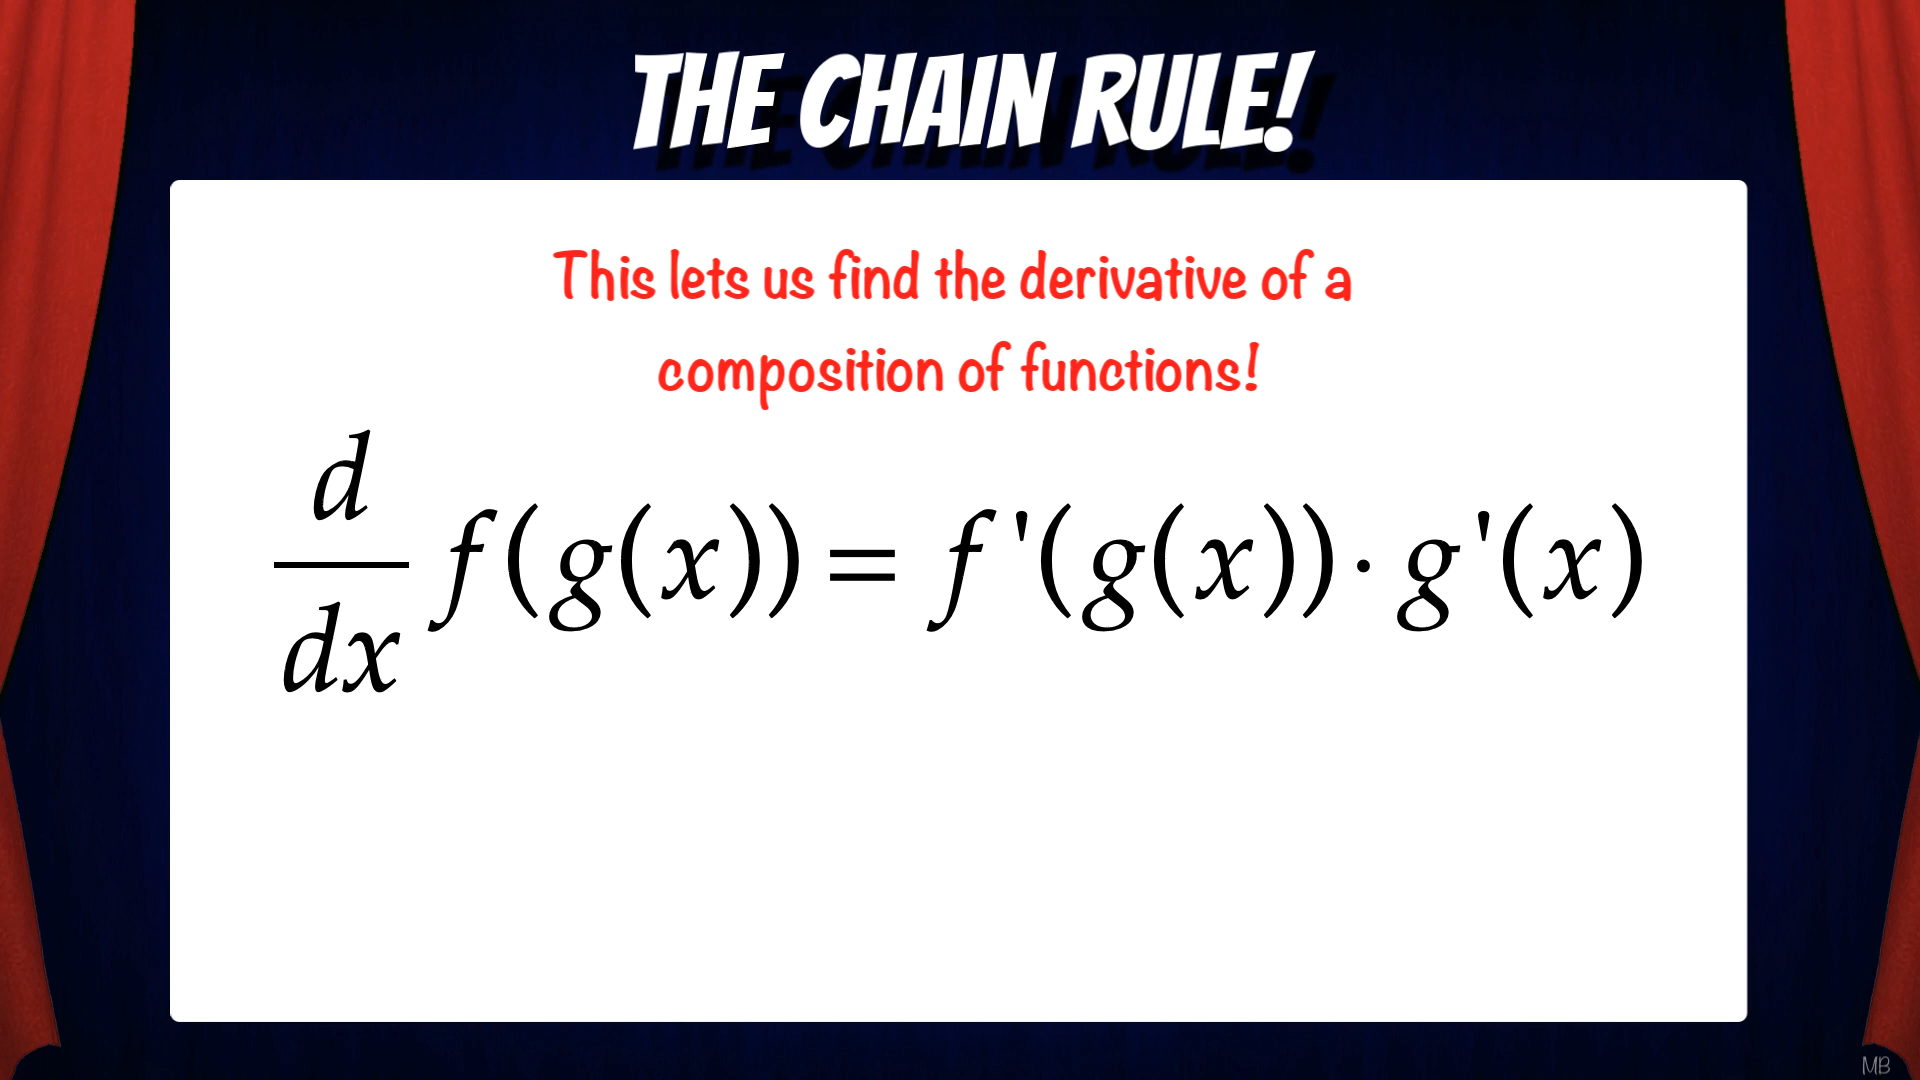 THE CHAIN RULE!
This lets us find the derivative of a
composition of functions!
d/dx f(g(x)) = f'(g(x)) · g'(x)
MB